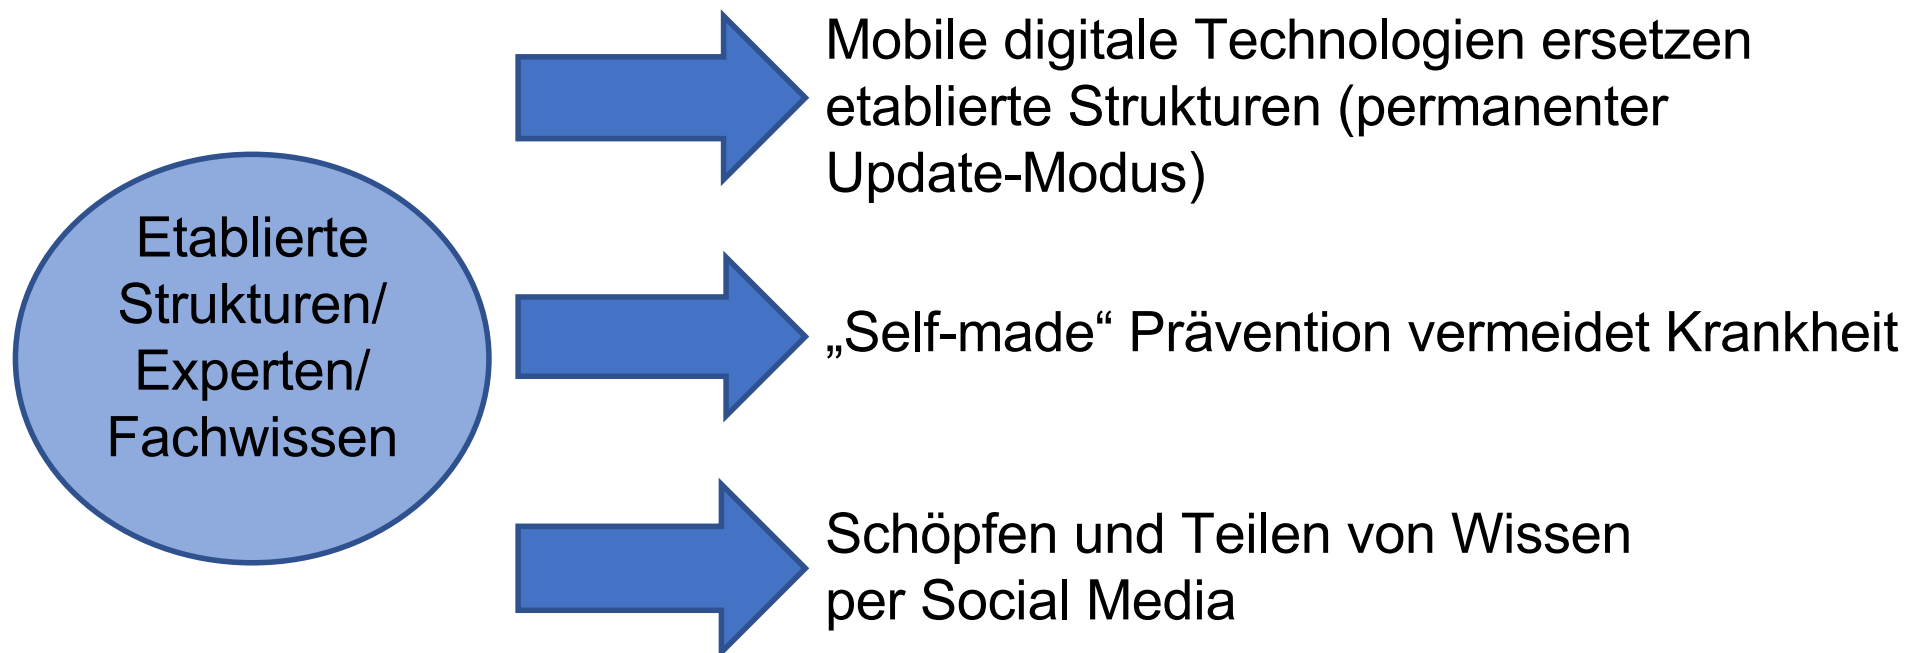 Etablierte
Strukturen/
Experten/
Fachwissen
Mobile digitale Technologien ersetzen
etablierte Strukturen (permanenter
Update-Modus)
„Self-made“ Prävention vermeidet Krankheit
Schöpfen und Teilen von Wissen
per Social Media